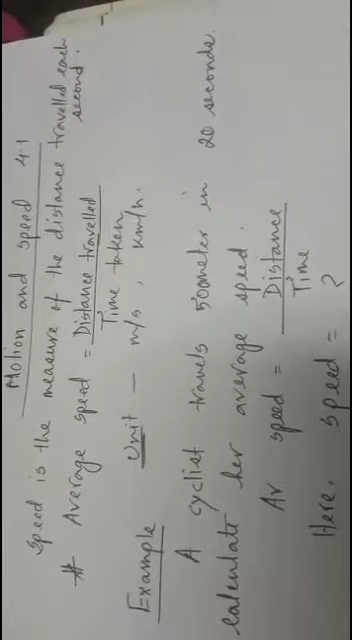 Motion and speed 4.1
Speed is the measure of the distance travelled each
second.
# Average speed = Distance travelled
Time taken
Unit — m/s, km/h.
Example
A cyclist travels 500meter in 20 seconds.
calculate her average speed.
Av speed = Distance
Time
Here, speed = ?